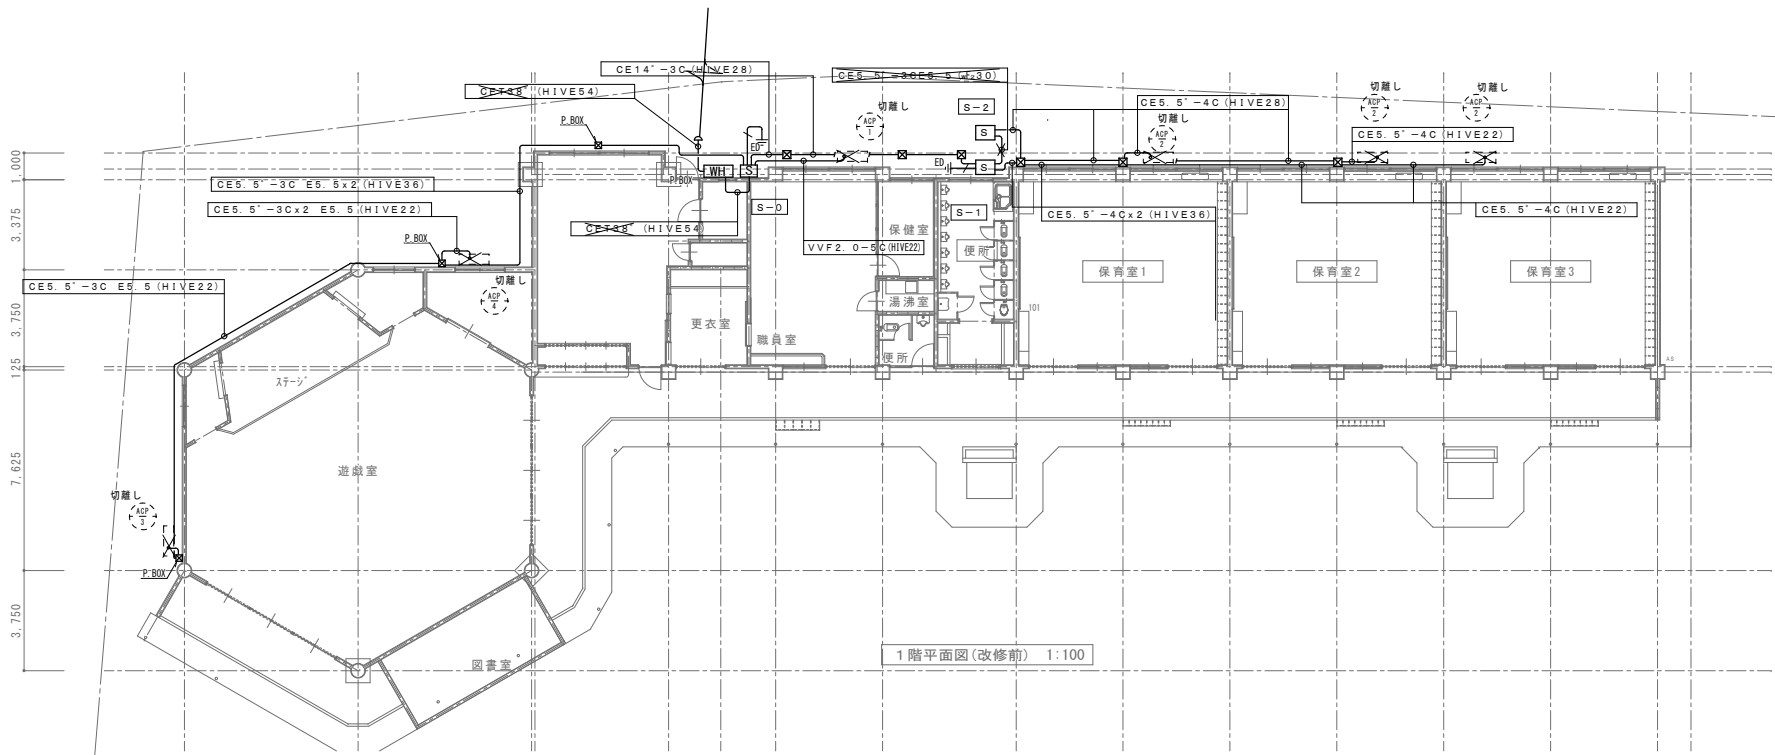 CE14°-3C(HIVE28)
CE5.5°-3CE5.5
CET38° (HIVE54)
P.BOX
ED
切離し
ACP
1
S-2
S
S
ED
CE5.5°-4C(HIVE28)
切離し
ACP
2
切離し
ACP
2
切離し
ACP
2
CE5.5°-4C(HIVE22)
CE5.5°-3C E5.5x2(HIVE36)
CE5.5°-3Cx2 E5.5(HIVE22)
P.BOX
WH
S
P.BOX
S-0
CET38° (HIVE54)
VVF2.0-5C(HIVE22)
S-1
CE5.5°-4Cx2(HIVE36)
CE5.5°-4C(HIVE22)
CE5.5°-3C E5.5(HIVE22)
切離し
ACP
4
保健室
便所
湯沸室
便所
更衣室
職員室
保育室1
保育室2
保育室3
101
AS
ステージ
遊戯室
切離し
ACP
3
P.BOX
図書室
1階平面図(改修前) 1:100
1,000
3,375
3,750
125
7,625
3,750